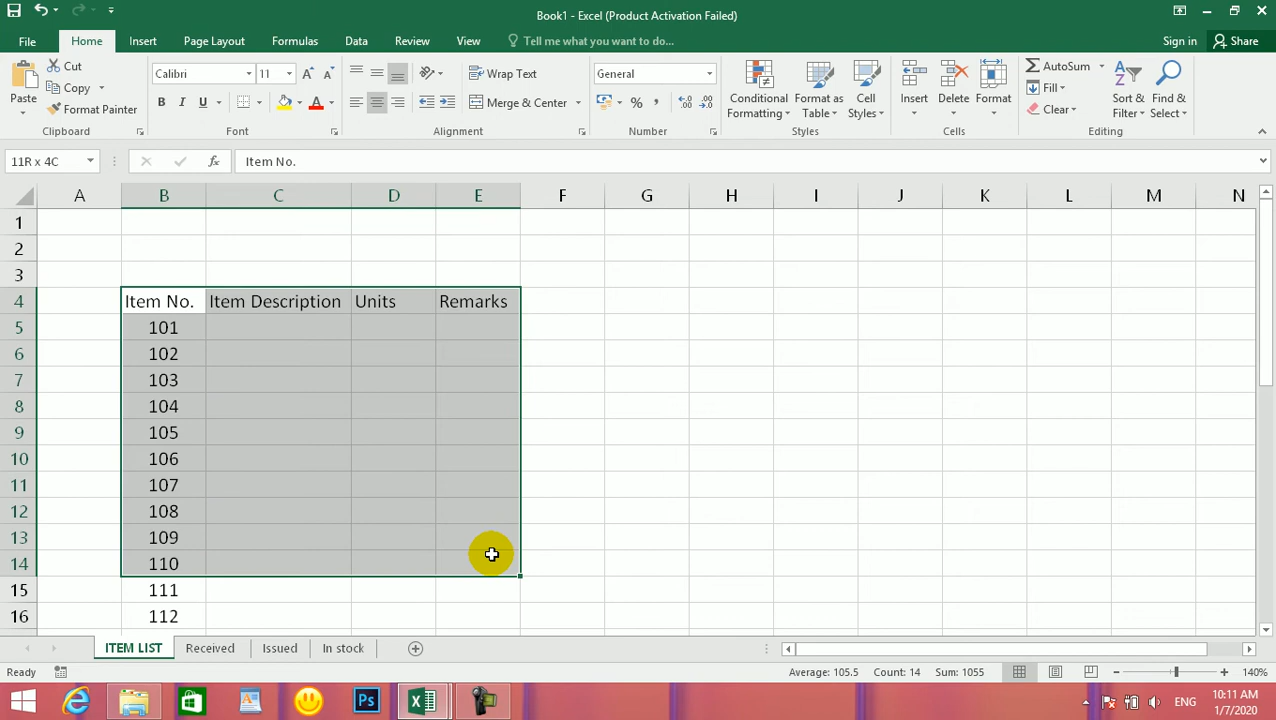 Book1 - Excel (Product Activation Failed)
File Home Insert Page Layout Formulas Data Review View Tell me what you want to do... Sign in Share
Paste Cut Copy Format Painter Clipboard
Calibri 11 A A B I U A Font
Wrap Text Merge & Center Alignment
General % , Number
Conditional Formatting Format as Table Cell Styles Styles
Insert Delete Format Cells
AutoSum Fill Clear Sort & Filter Find & Select Editing
11R x 4C fx Item No.
A B C D E F G H I J K L M N
1
2
3
4 Item No. Item Description Units Remarks
5 101
6 102
7 103
8 104
9 105
10 106
11 107
12 108
13 109
14 110
15 111
16 112
ITEM LIST Received Issued In stock
Ready Average: 105.5 Count: 14 Sum: 1055 140%
Ps ENG 10:11 AM
1/7/2020